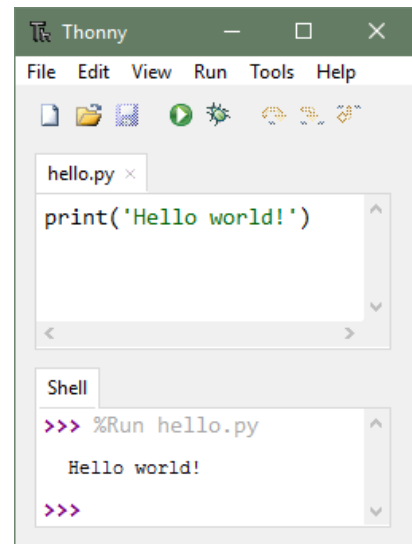 Thonny
File Edit View Run Tools Help
hello.py
print('Hello world!')
Shell
>>> %Run hello.py
Hello world!
>>>